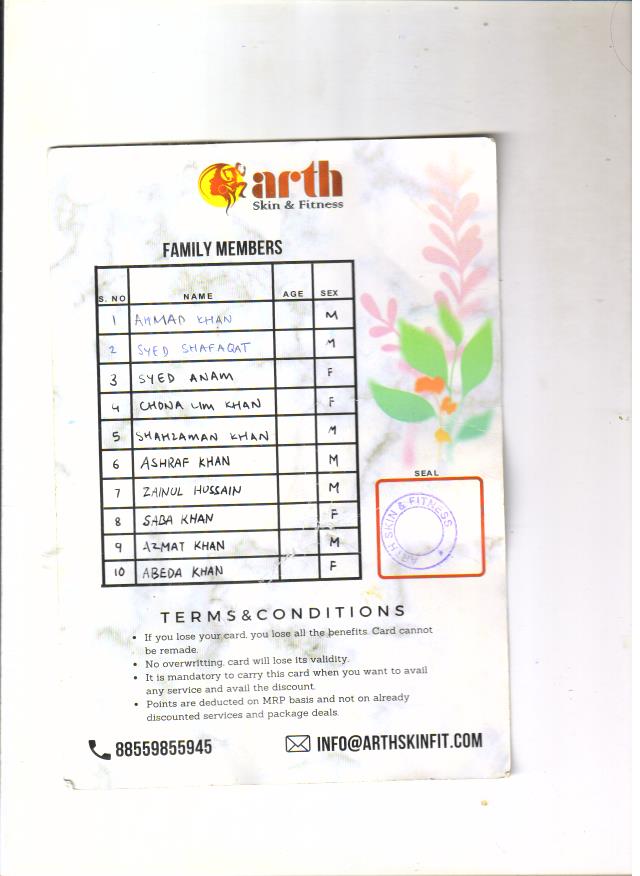 arth
Skin & Fitness
FAMILY MEMBERS
S. NO NAME AGE SEX
1 AHMAD KHAN M
2 SYED SHAFAQAT M
3 SYED ANAM F
4 CHONA LIM KHAN F
5 SHAHZAMAN KHAN M
6 ASHRAF KHAN M
7 ZAINUL HUSSAIN M
8 SABA KHAN F
9 AZMAT KHAN M
10 ABEDA KHAN F
SEAL
ARTH SKIN & FITNESS
TERMS&CONDITIONS
• If you lose your card, you lose all the benefits. Card cannot
be remade.
• No overwritting, card will lose its validity.
• It is mandatory to carry this card when you want to avail
any service and avail the discount.
• Points are deducted on MRP basis and not on already
discounted services and package deals.
88559855945 INFO@ARTHSKINFIT.COM